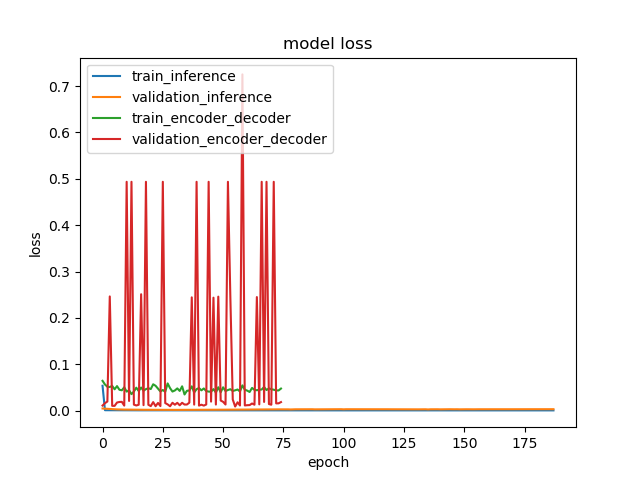 model loss
train_inference
validation_inference
train_encoder_decoder
validation_encoder_decoder
0.7
0.6
0.5
0.4
0.3
0.2
0.1
0.0
loss
0 25 50 75 100 125 150 175
epoch